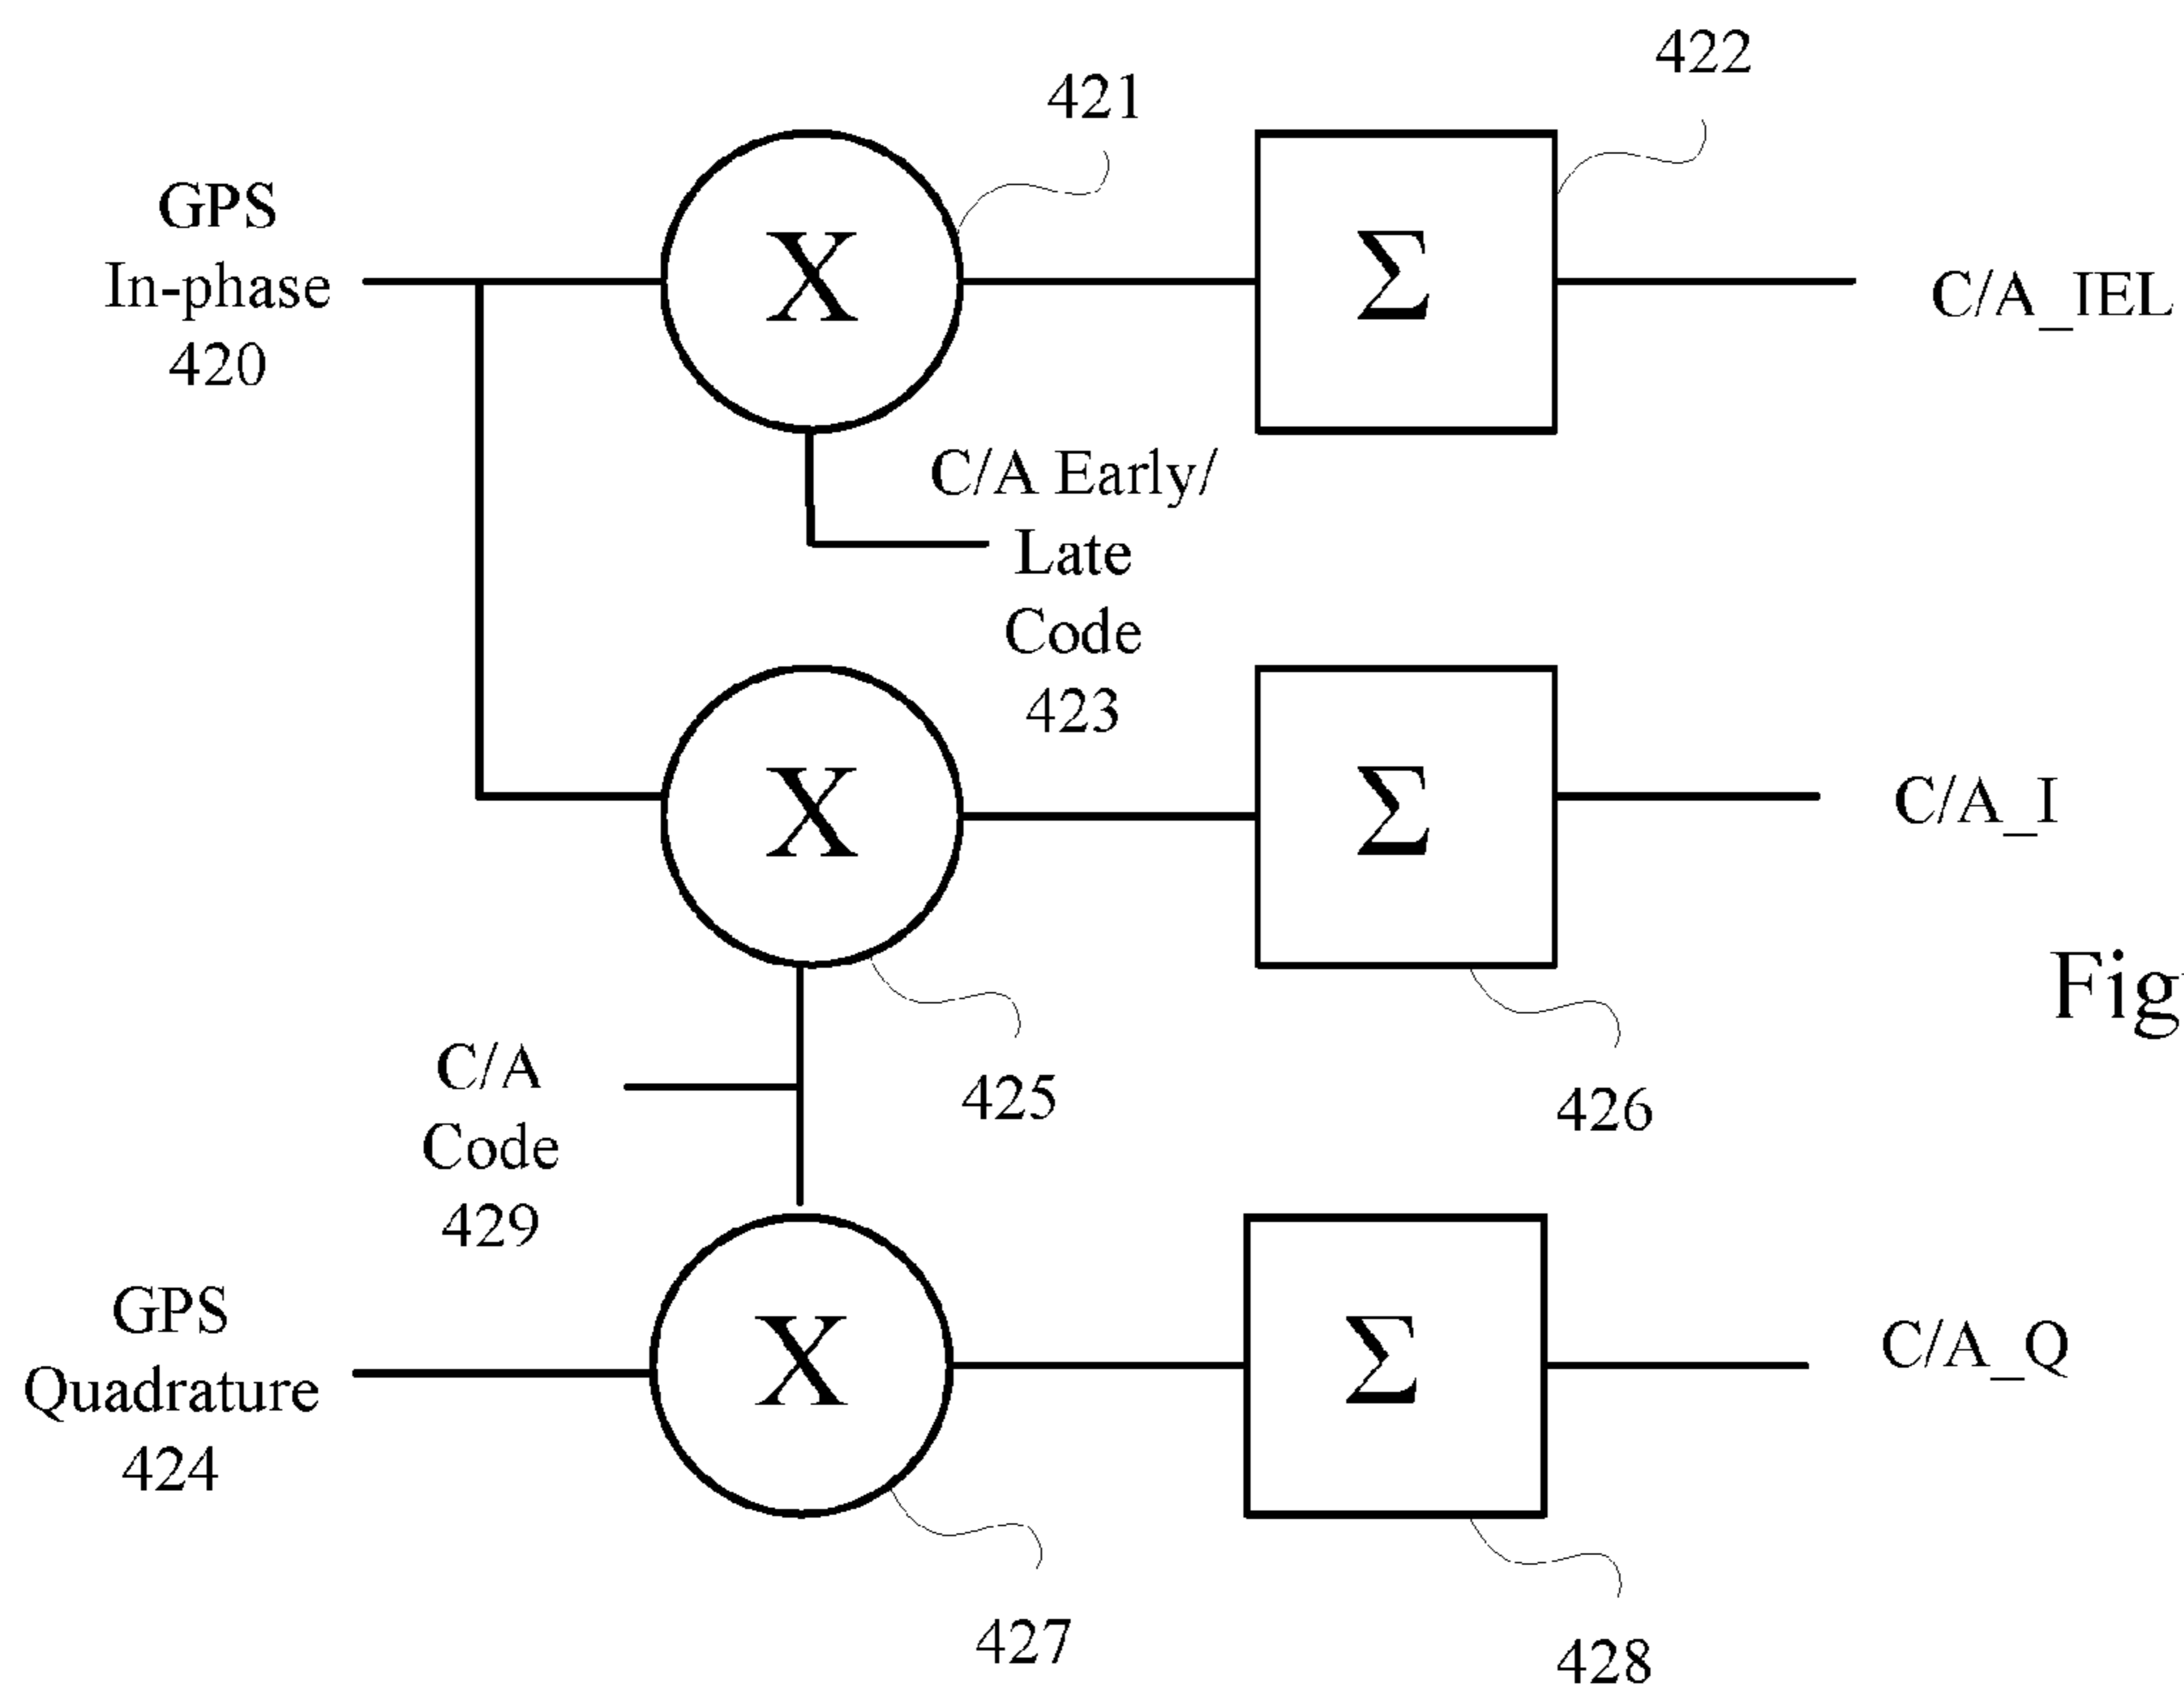 422
421
GPS
In-phase
420
X
Σ
C/A_IEL
C/A Early/
Late
Code
423
X
Σ
C/A_I
Fig
C/A
Code
429
425
426
GPS
Quadrature
424
X
Σ
C/A_Q
427
428